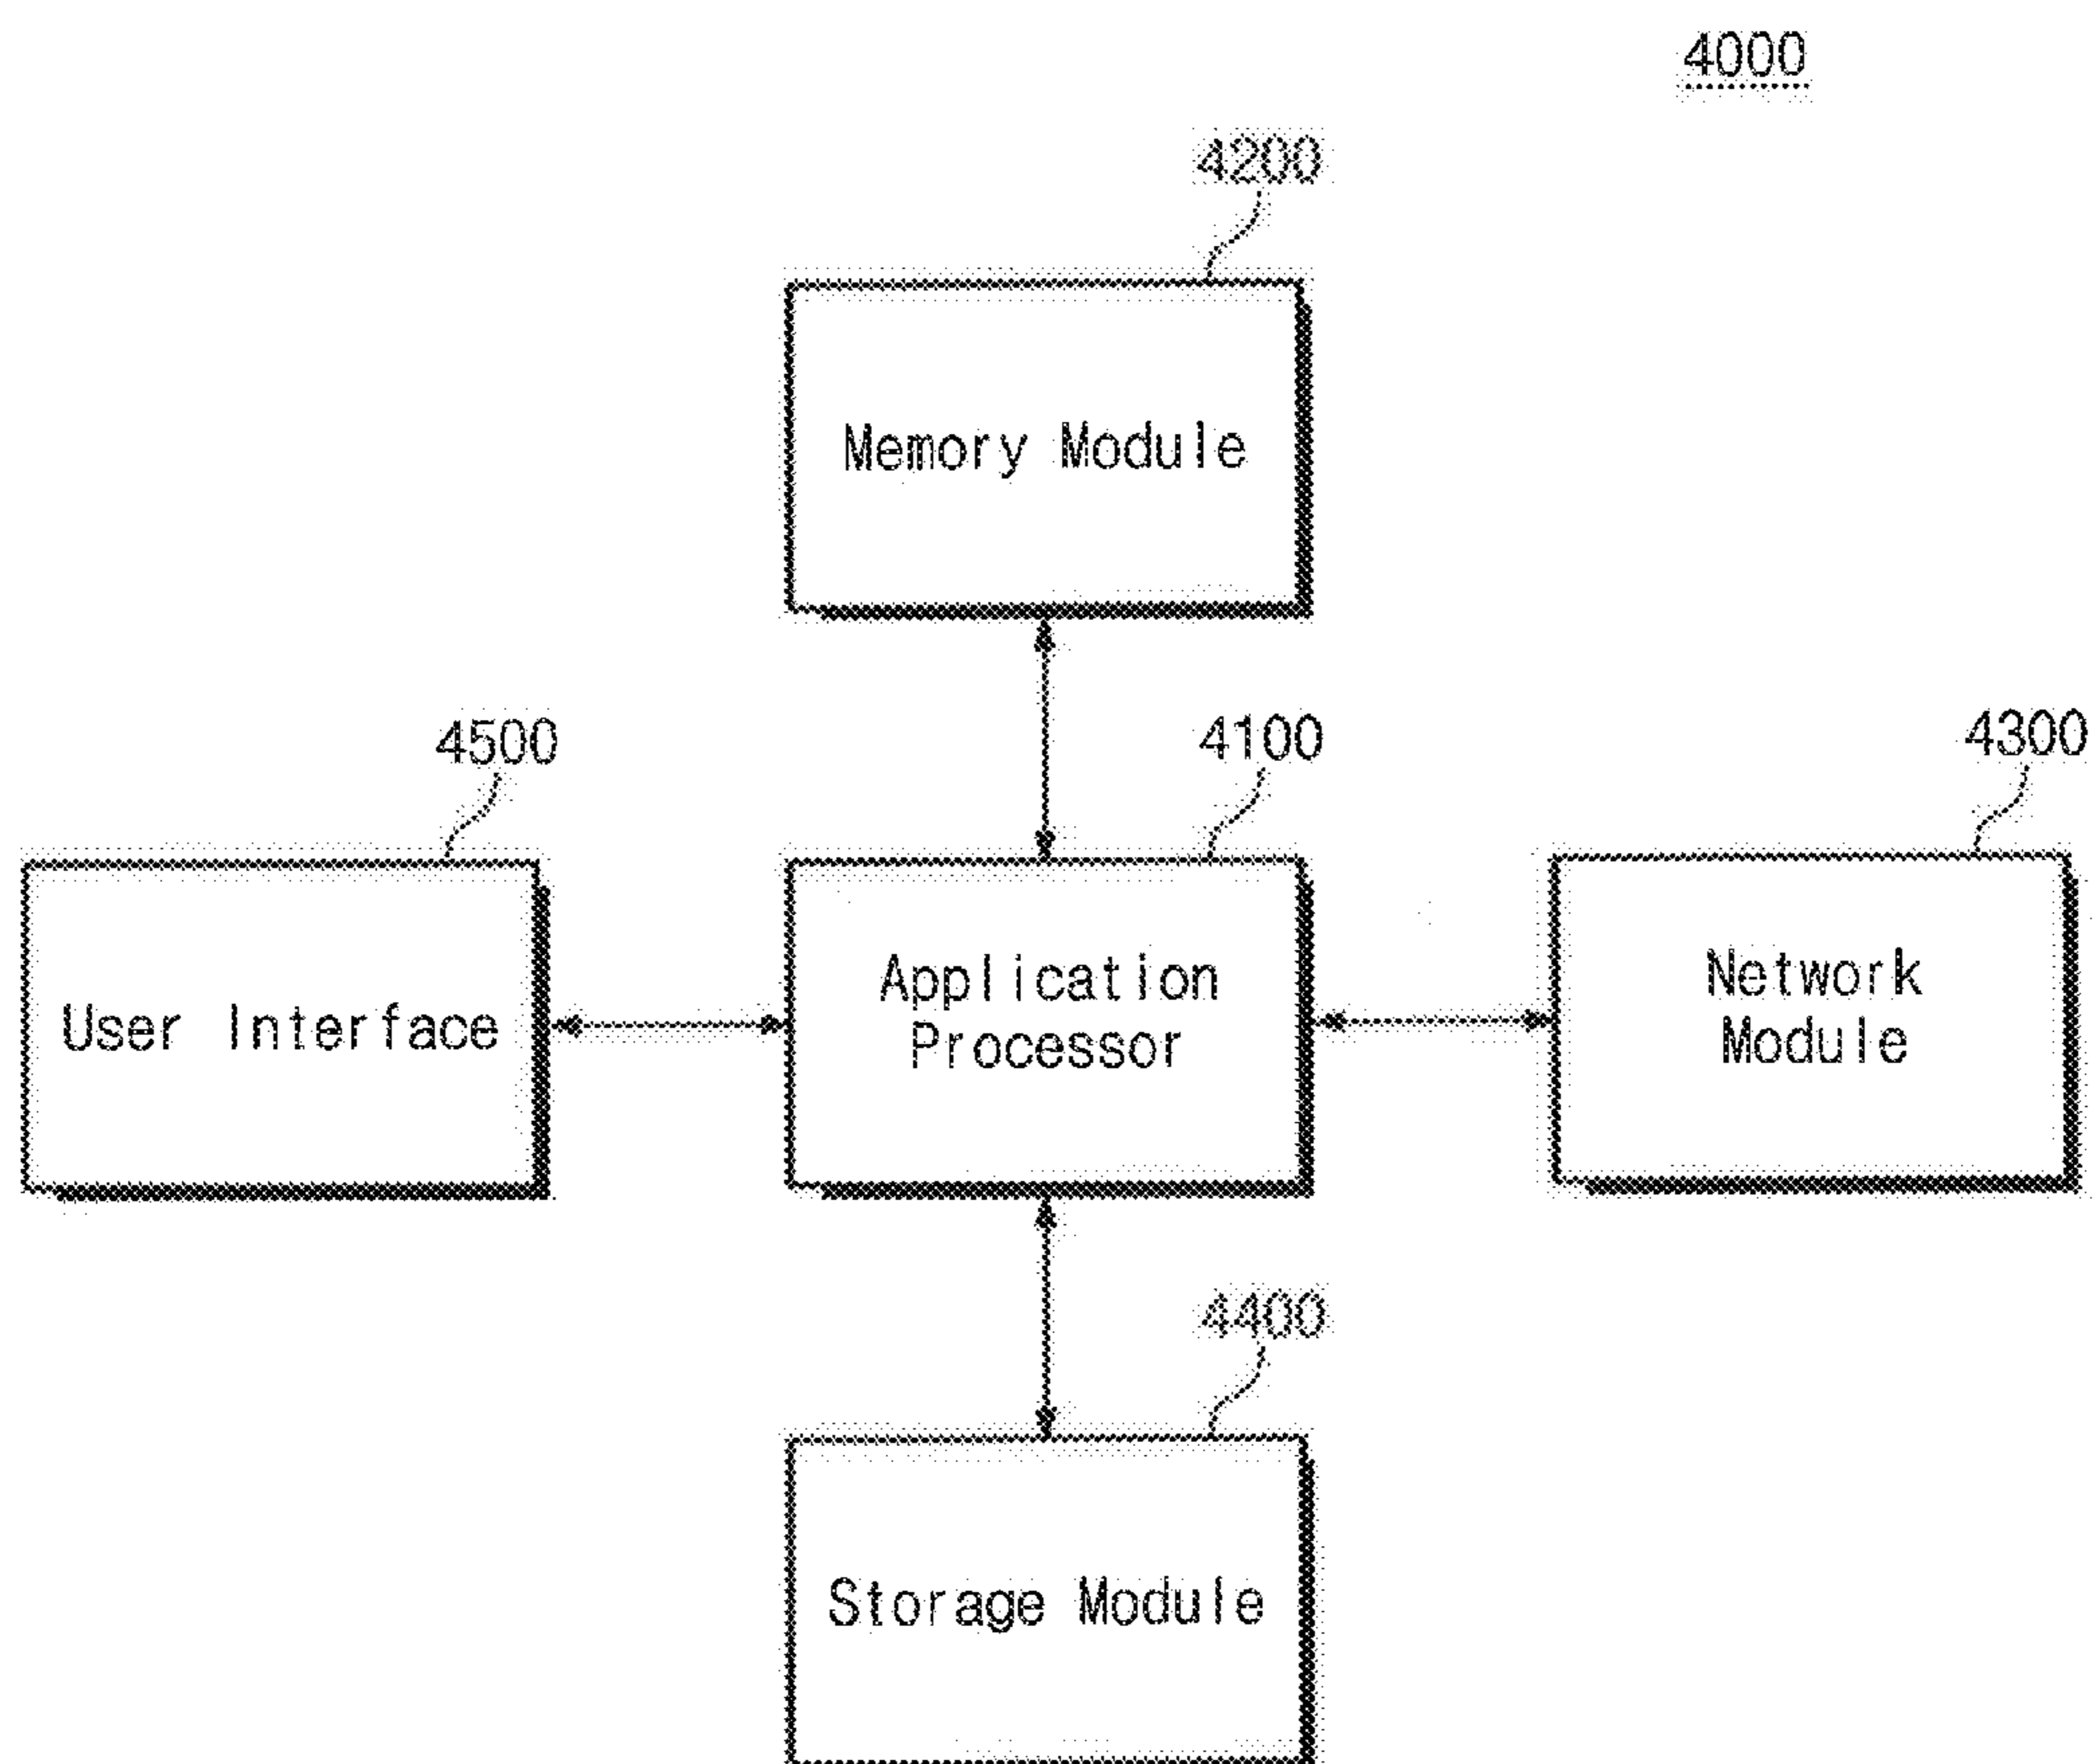 4000
4200
Memory Module
4500
4100
4300
User Interface
Application
Processor
Network
Module
4400
Storage Module